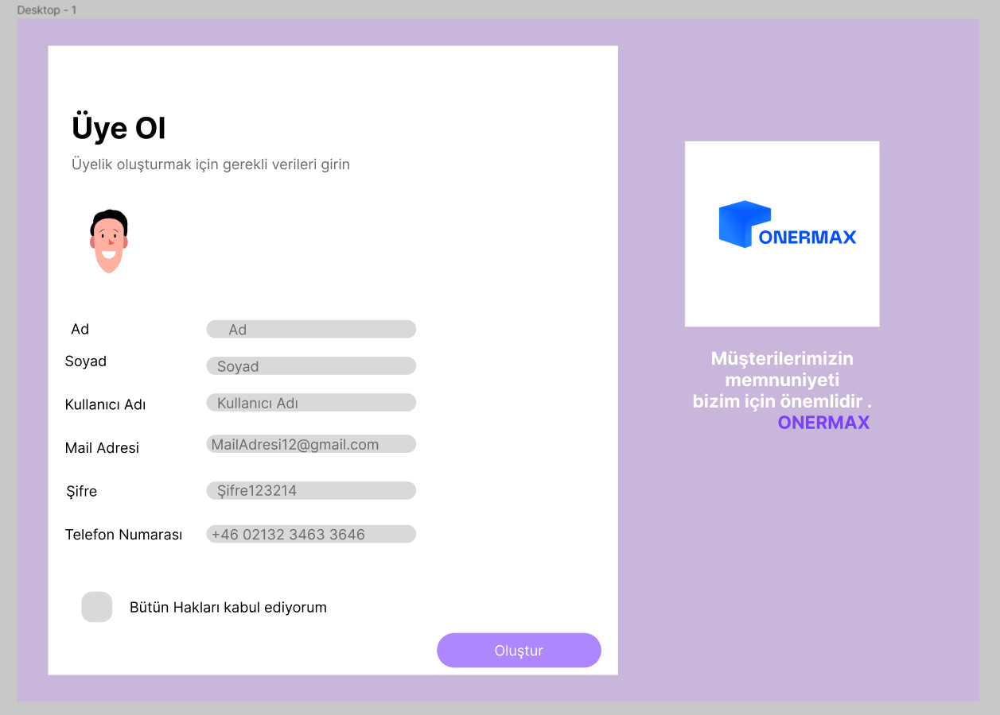 Desktop - 1
Üye Ol
Üyelik oluşturmak için gerekli verileri girin
Ad
Ad
Soyad
Soyad
Kullanıcı Adı
Kullanıcı Adı
Mail Adresi
MailAdresi12@gmail.com
Şifre
Şifre123214
Telefon Numarası
+46 02132 3463 3646
Bütün Hakları kabul ediyorum
Oluştur
ONERMAX
Müşterilerimizin
memnuniyeti
bizim için önemlidir .
ONERMAX